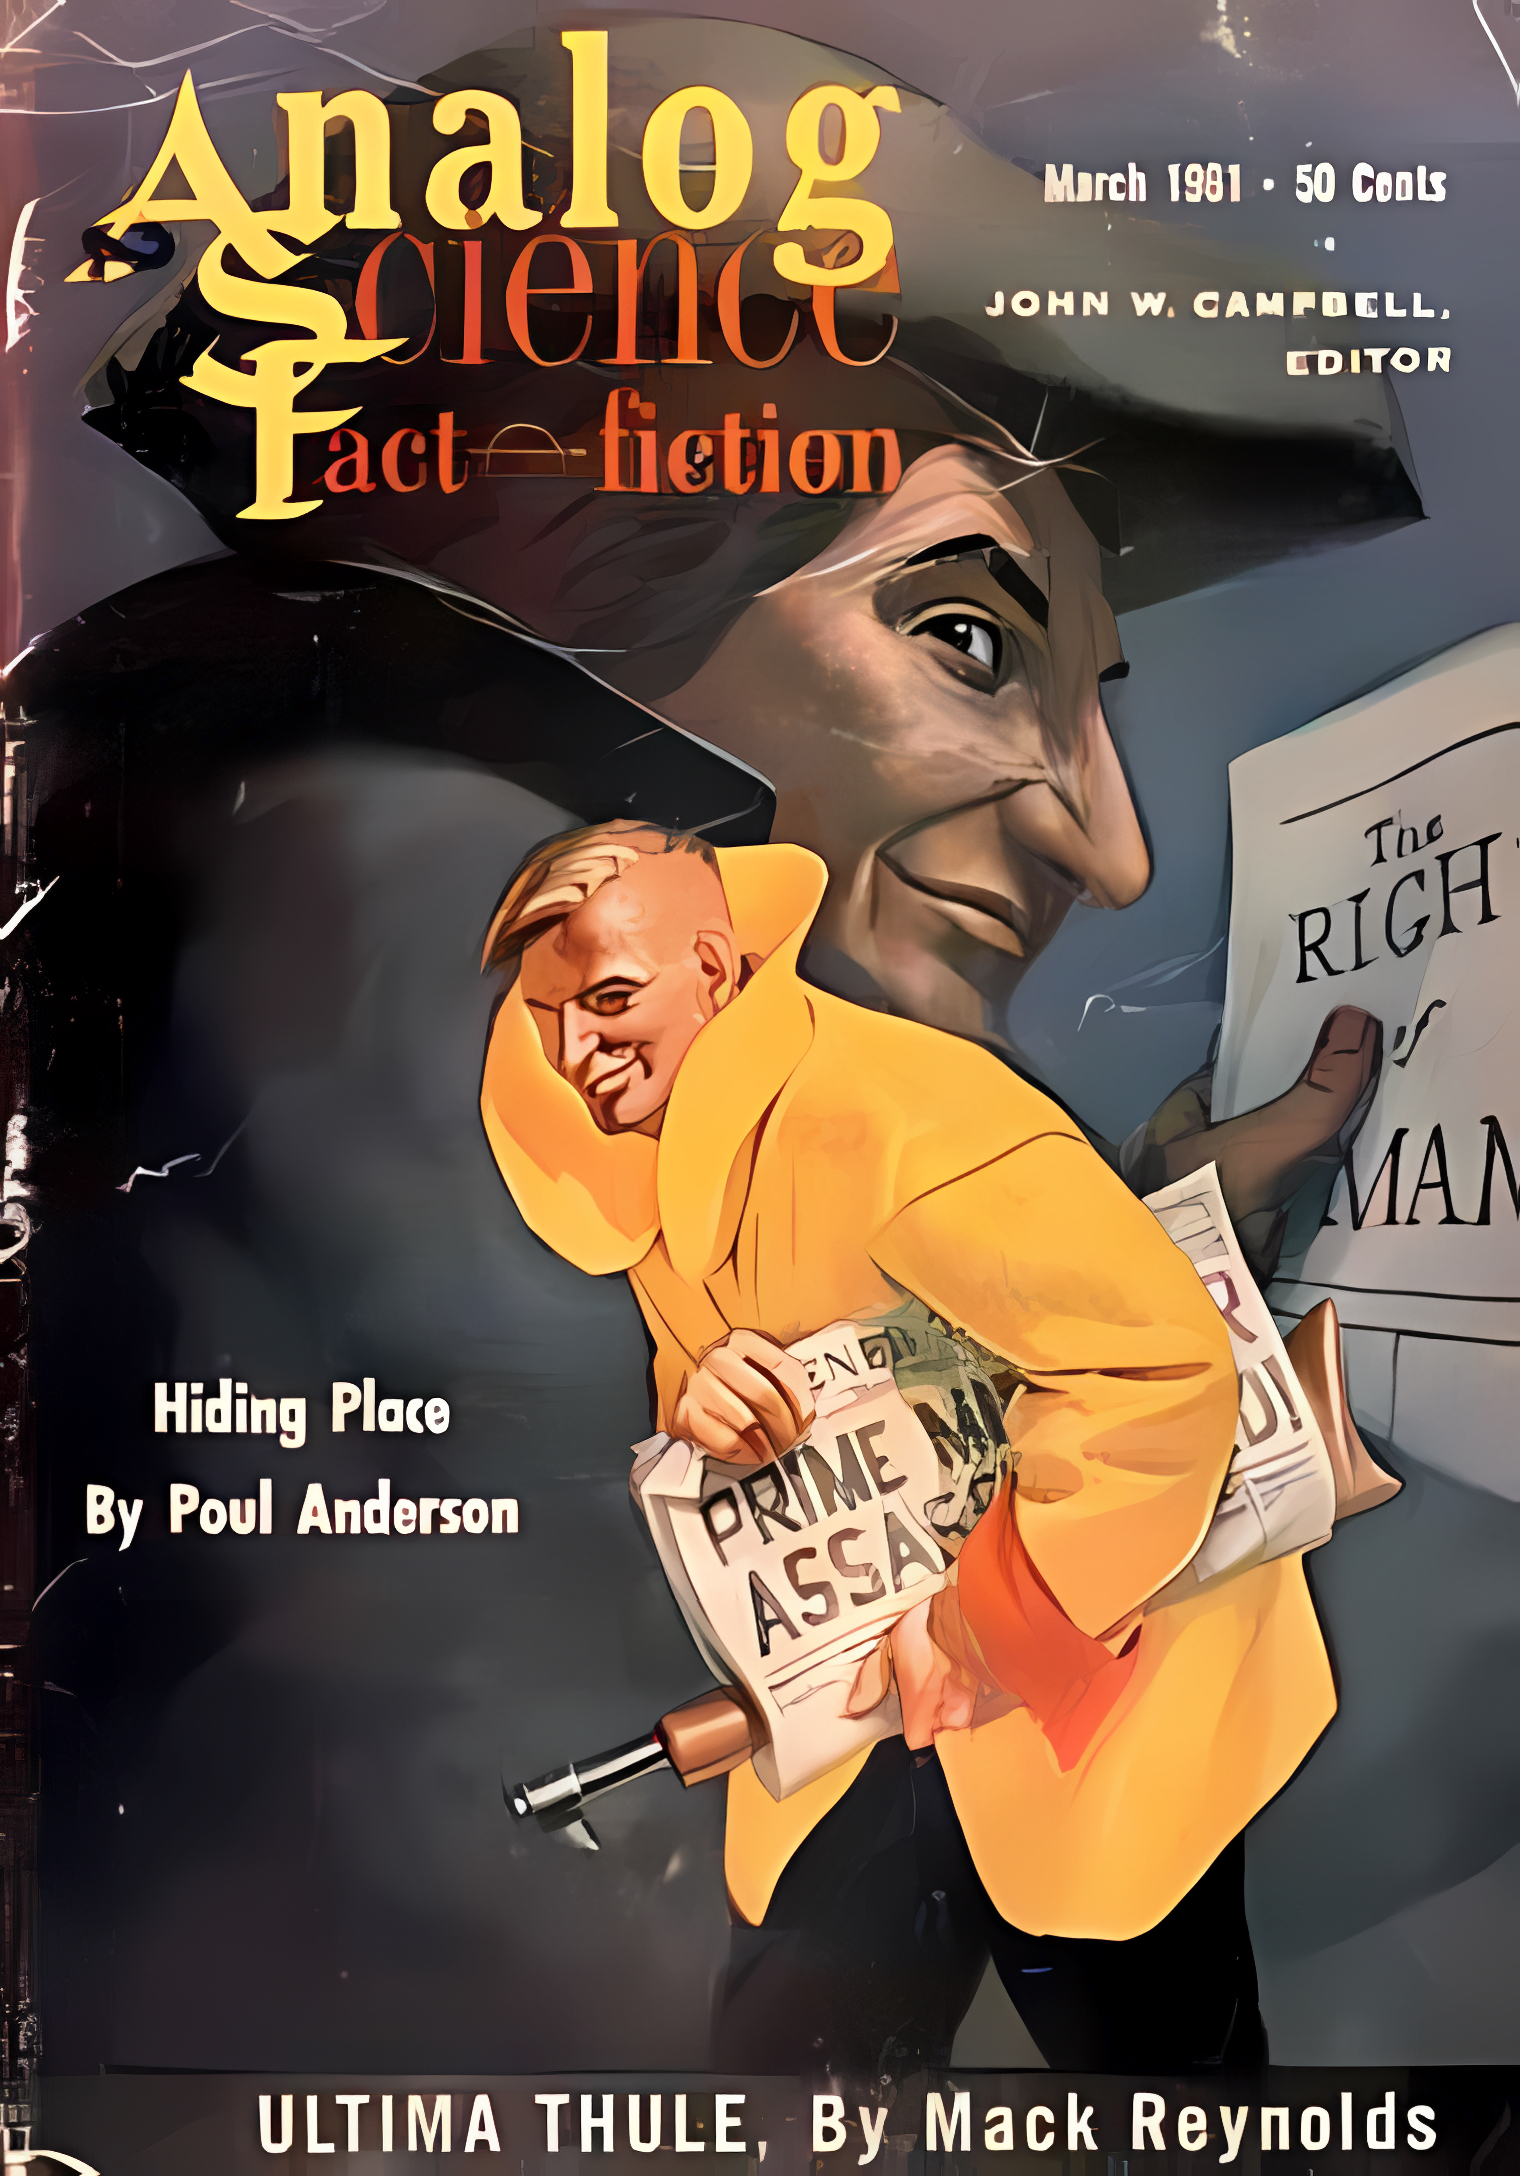 Analog
Science
Fact fiction
March 1981 · 50 Cents
JOHN W. CAMPBELL,
EDITOR
The
RIGH
MAN
PRIME
ASSA
Hiding Place
By Poul Anderson
ULTIMA THULE, By Mack Reynolds